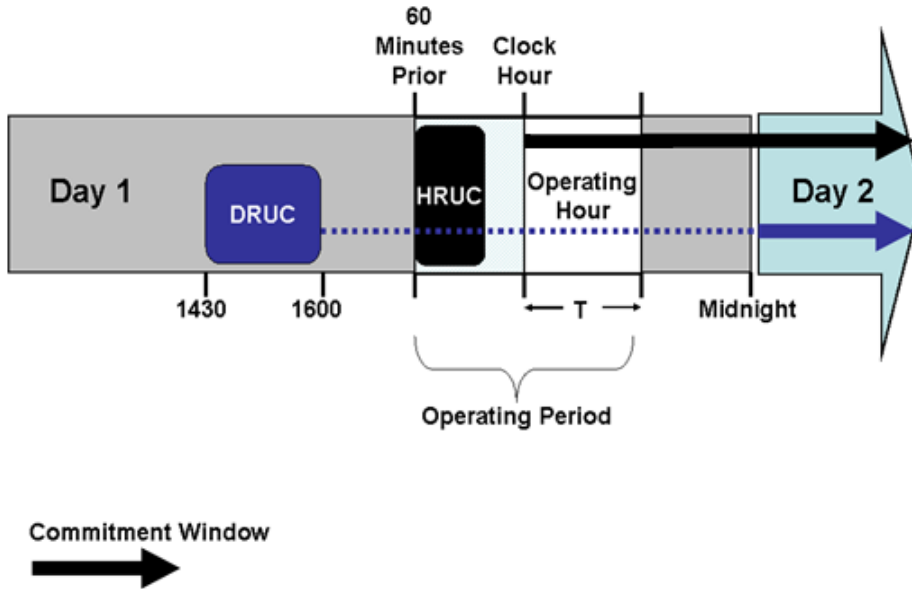 60
Minutes
Prior
Clock
Hour
Day 1
DRUC
HRUC
Operating
Hour
Day 2
1430
1600
T
Midnight
Operating Period
Commitment Window